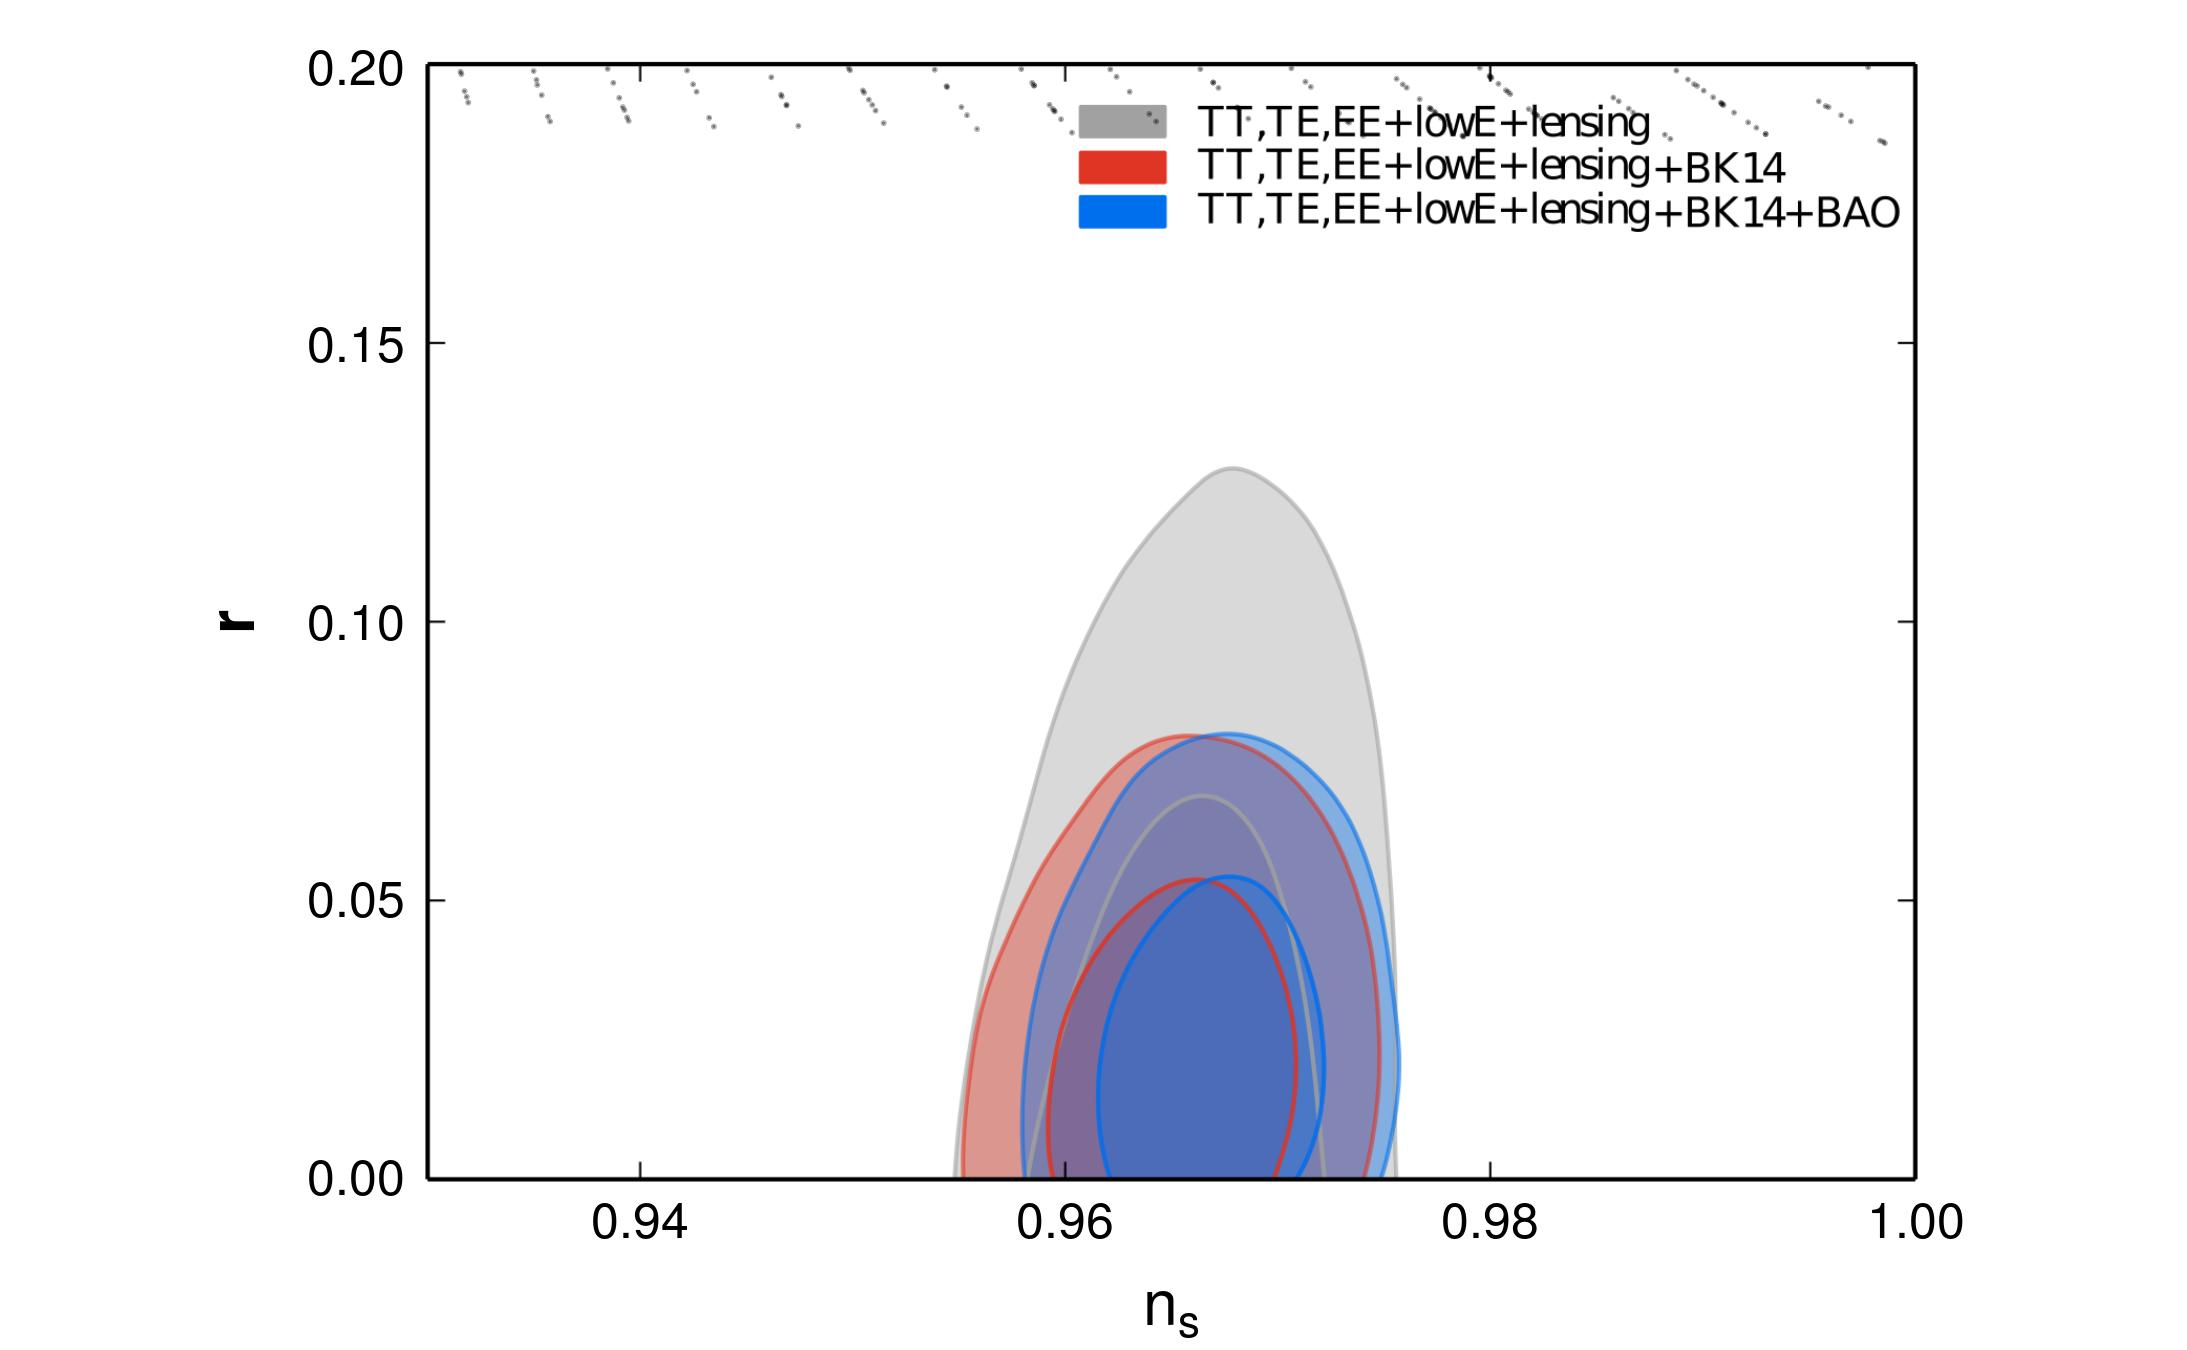 0.20
TT,TE,EE+lowE+lensing
TT,TE,EE+lowE+lensing+BK14
TT,TE,EE+lowE+lensing+BK14+BAO
0.15
r
0.10
0.05
0.00
0.94 0.96 0.98 1.00
ns